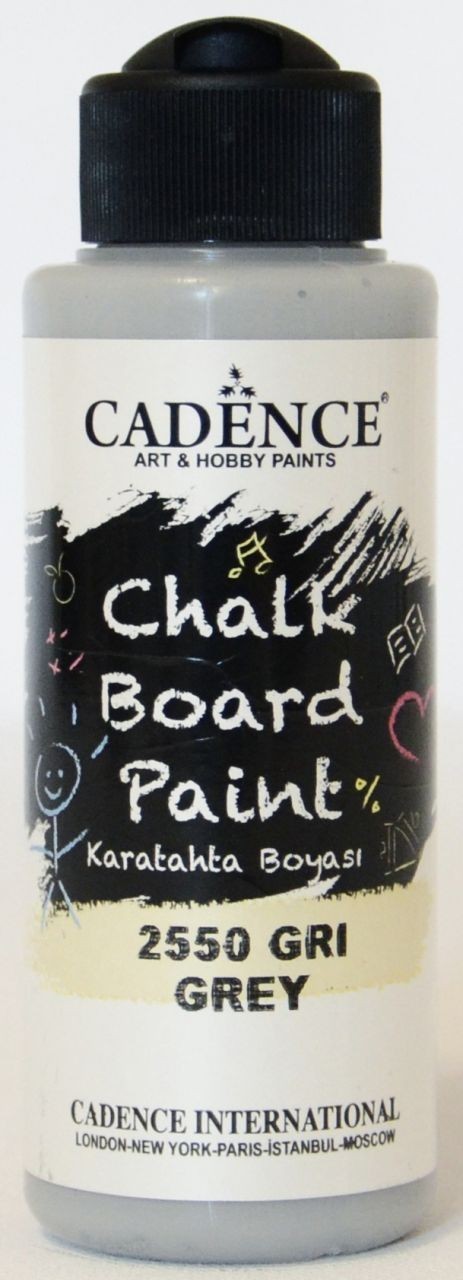 CADENCE®
ART & HOBBY PAINTS
Chalk
Board
Paint
%
Karatahta Boyası
2550 GRI
GREY
CADENCE INTERNATIONAL
LONDON-NEW YORK-PARIS-İSTANBUL-MOSCOW